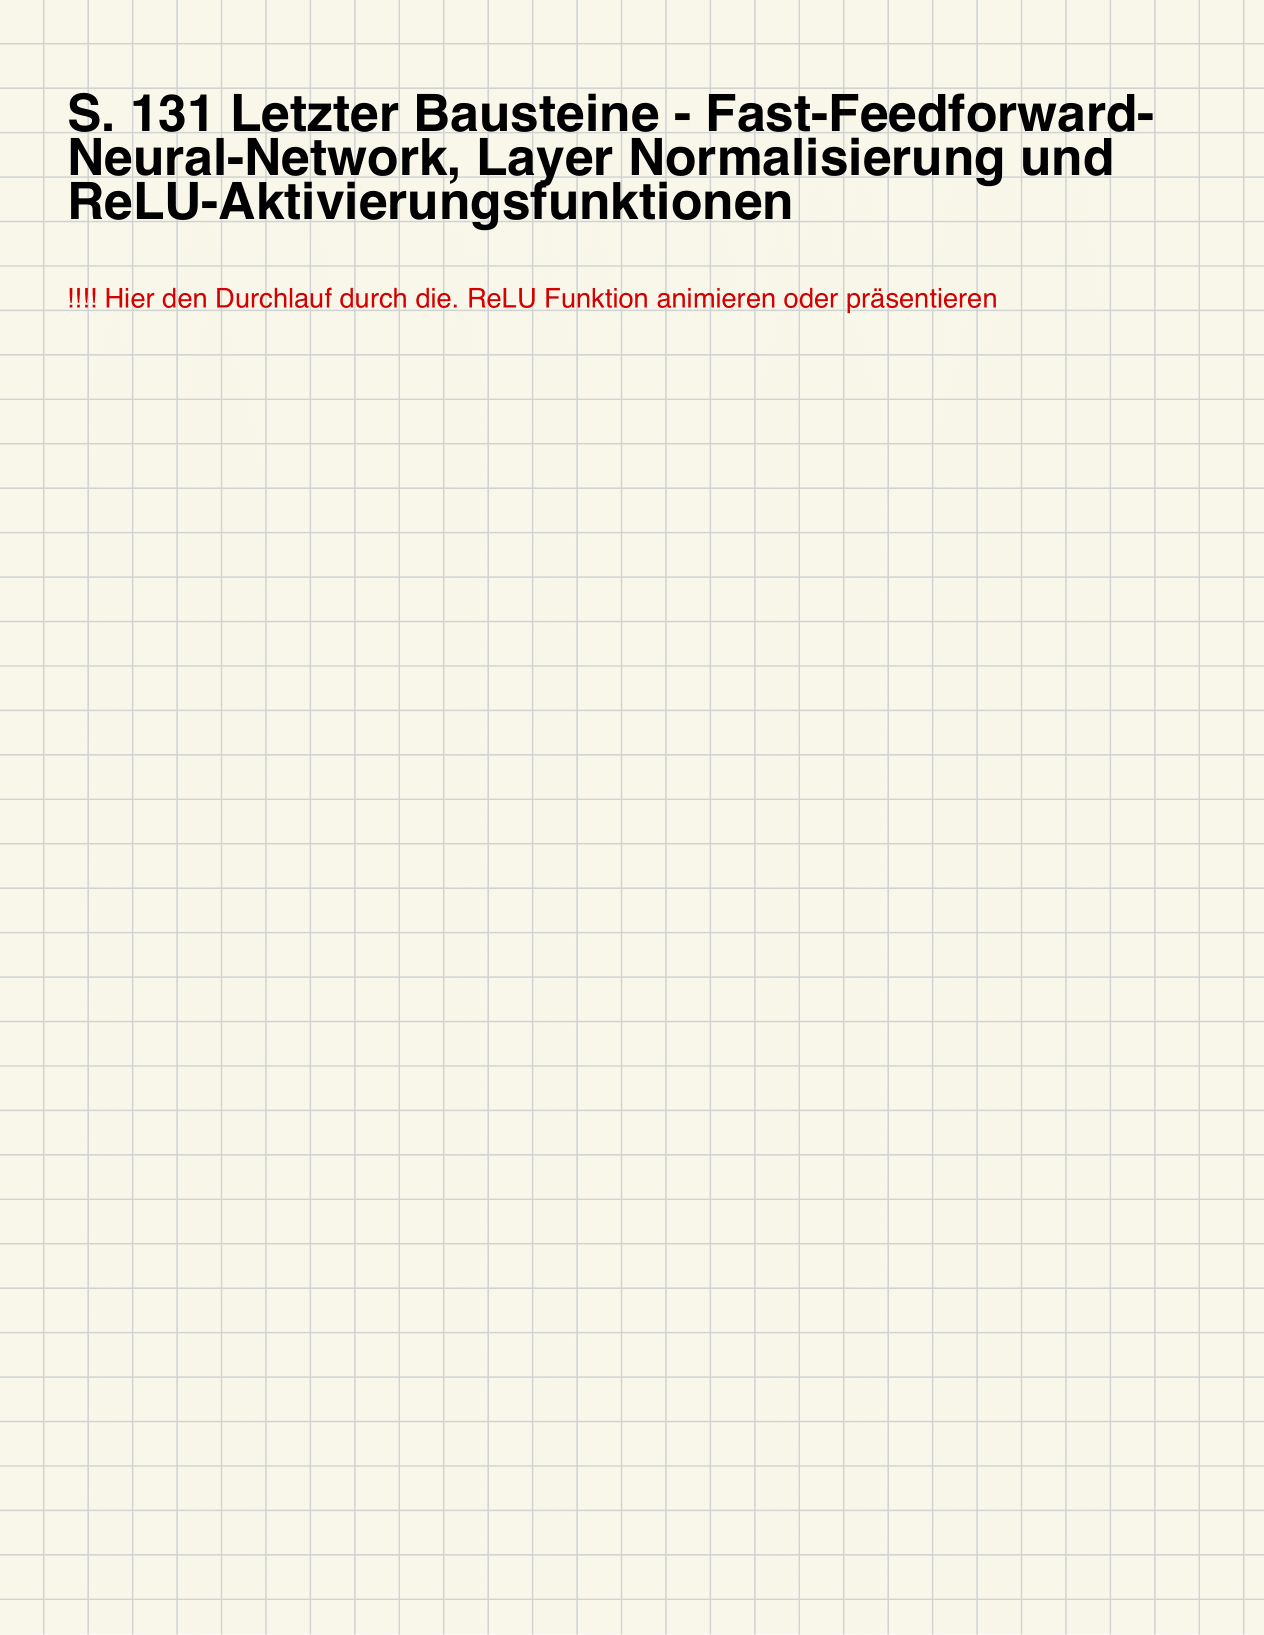 S. 131 Letzter Bausteine - Fast-Feedforward-
Neural-Network, Layer Normalisierung und
ReLU-Aktivierungsfunktionen
!!!! Hier den Durchlauf durch die. ReLU Funktion animieren oder präsentieren